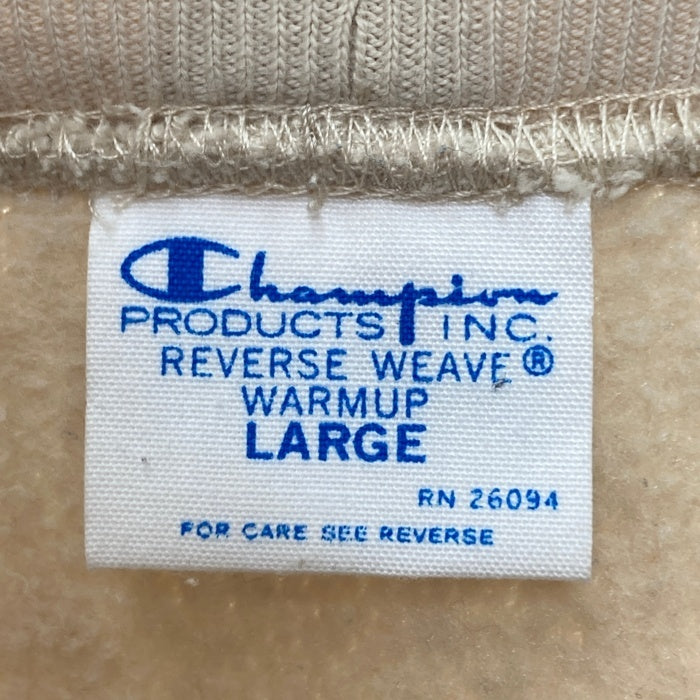 Champion
PRODUCTS INC.
REVERSE WEAVE®
WARMUP
LARGE
RN 26094
FOR CARE SEE REVERSE